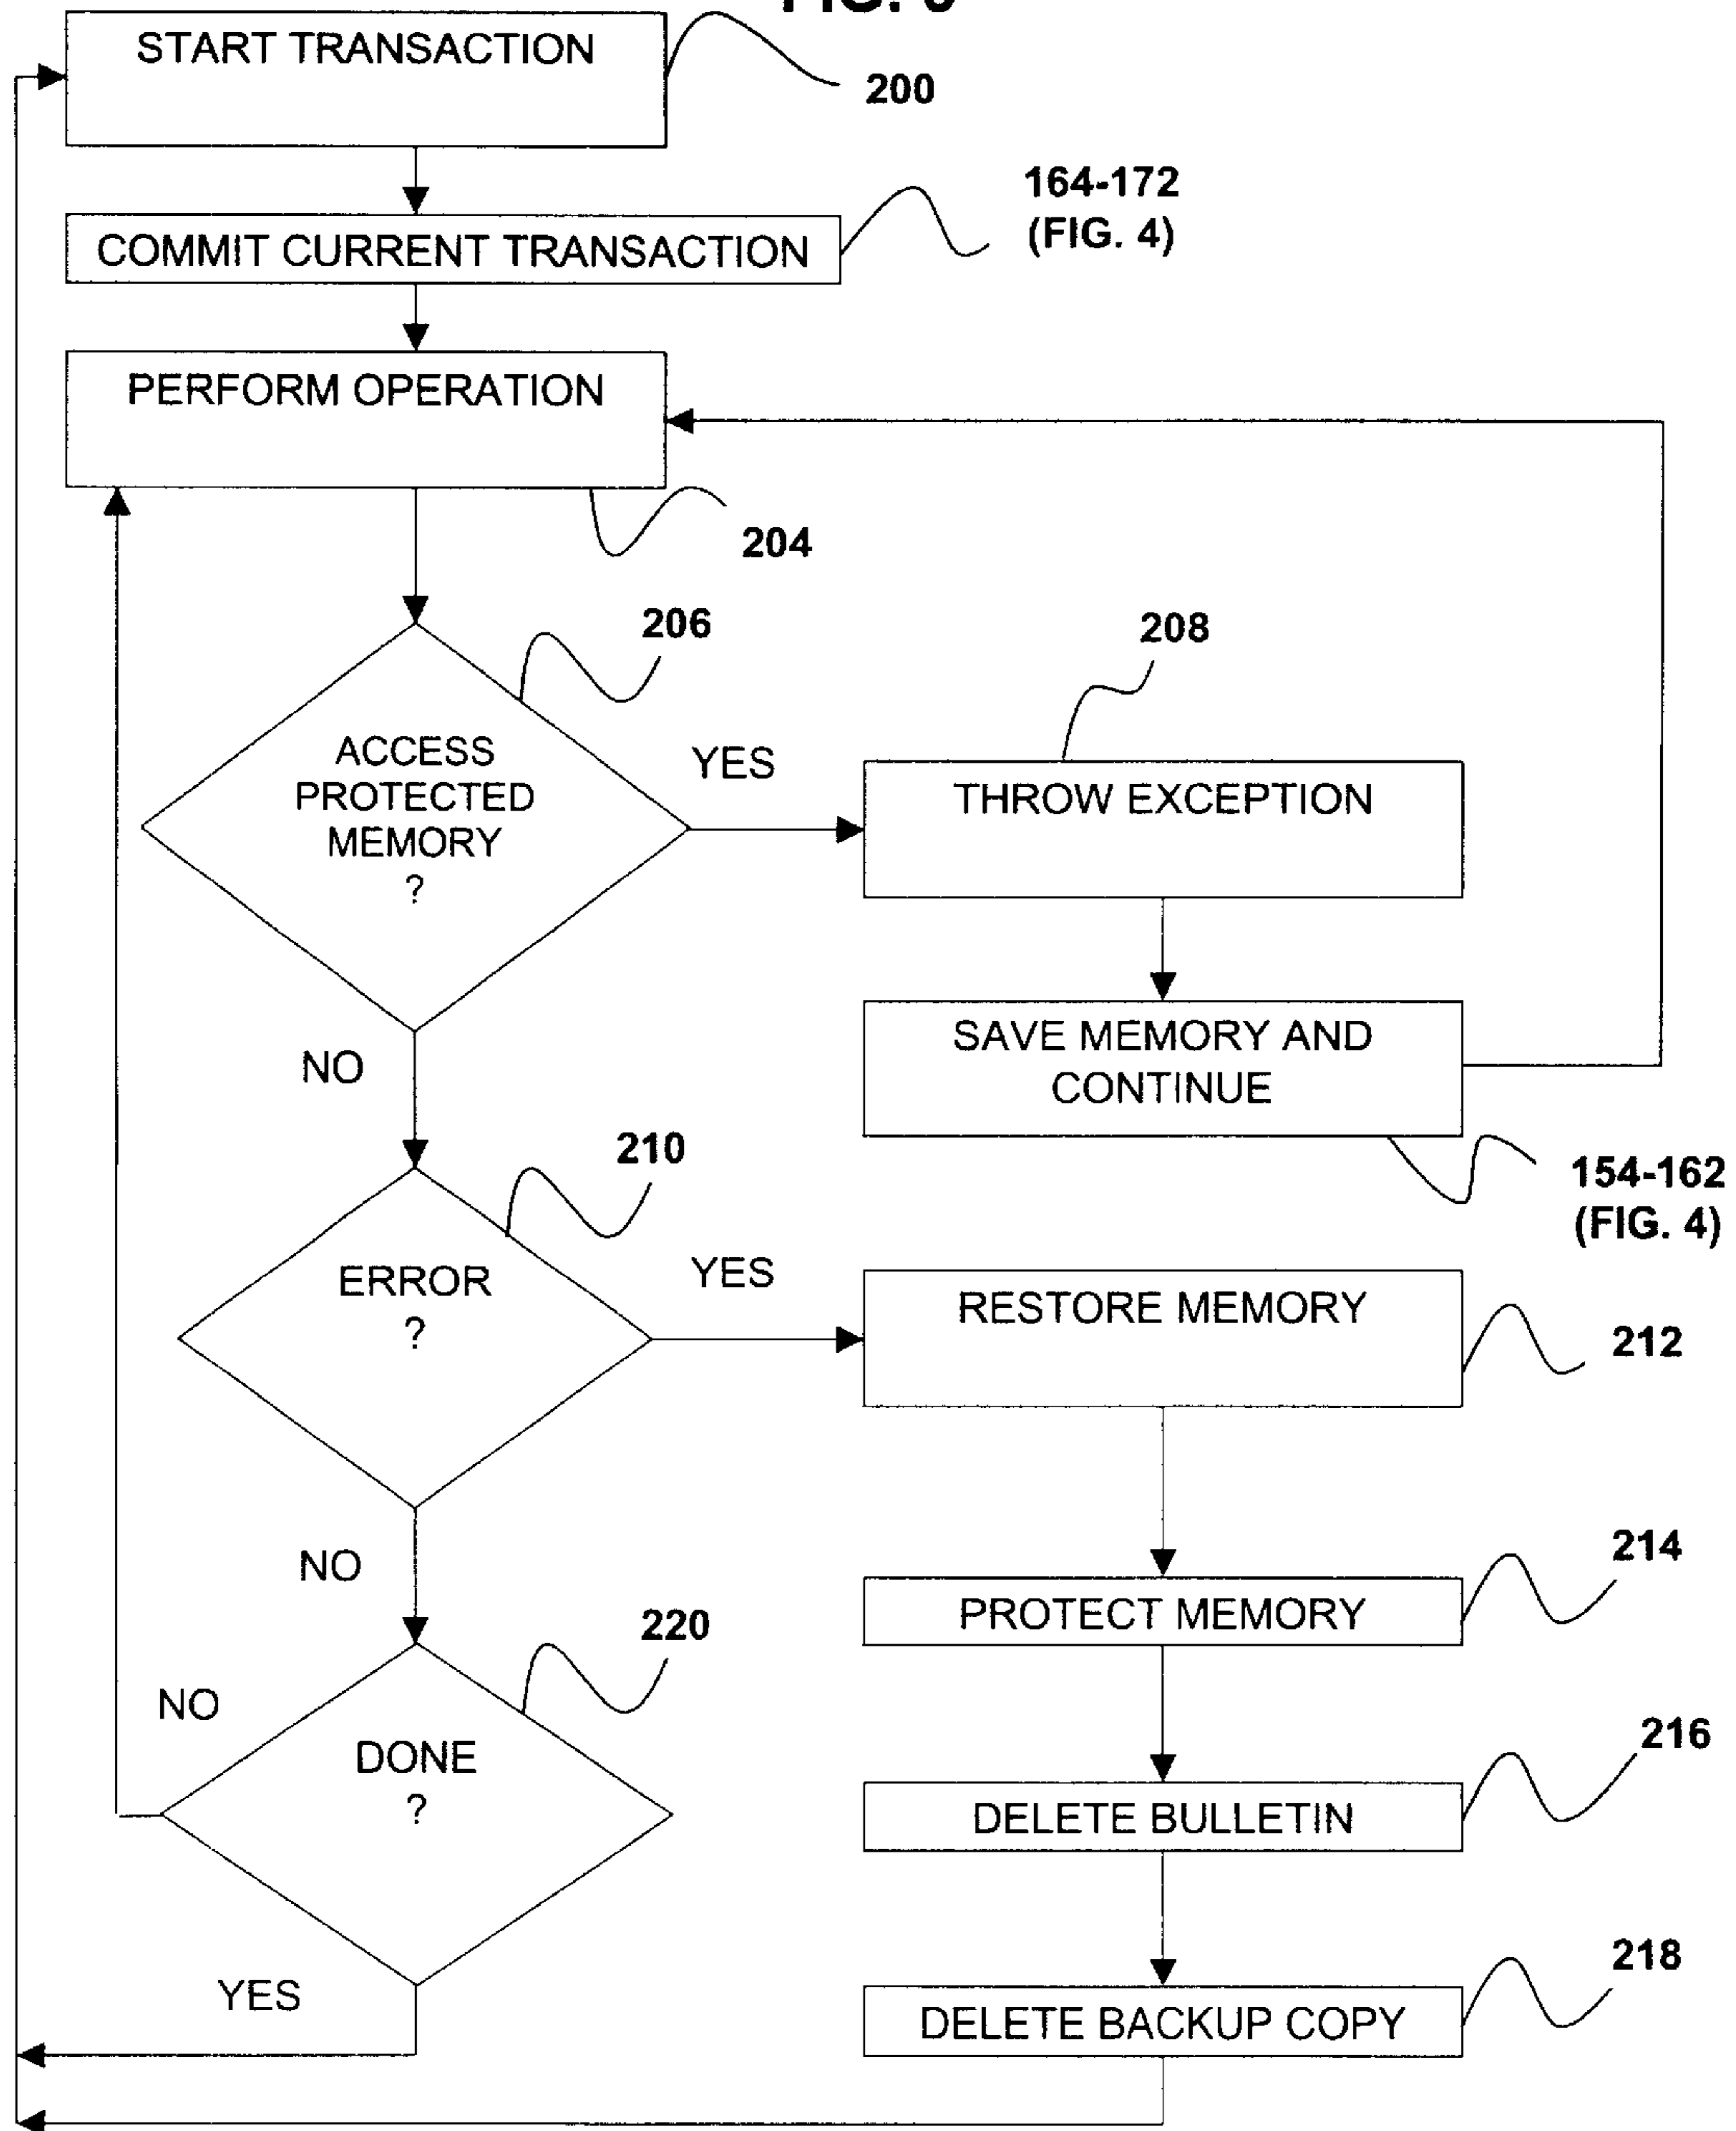 START TRANSACTION
200
164-172
(FIG. 4)
COMMIT CURRENT TRANSACTION
PERFORM OPERATION
204
206
208
ACCESS
PROTECTED
MEMORY
?
YES
THROW EXCEPTION
SAVE MEMORY AND
CONTINUE
NO
154-162
(FIG. 4)
210
ERROR
?
YES
RESTORE MEMORY
212
NO
214
PROTECT MEMORY
220
NO
DONE
?
216
DELETE BULLETIN
YES
218
DELETE BACKUP COPY